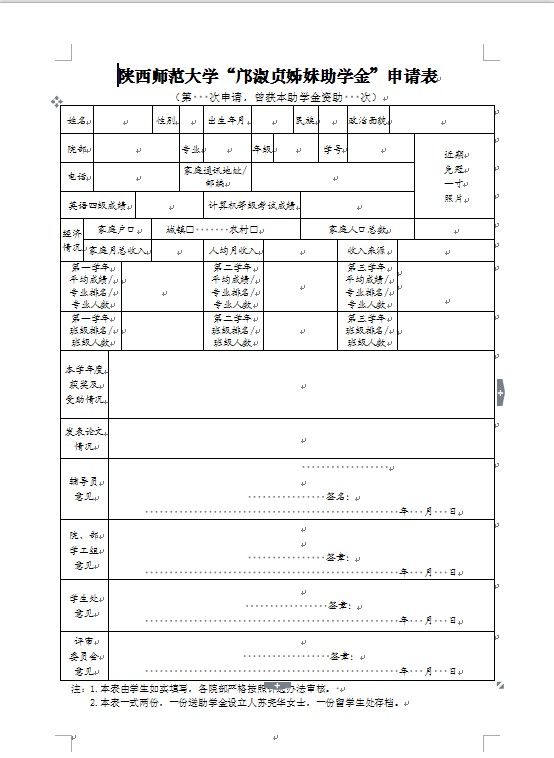 陕西师范大学“邝淑贞姊妹助学金”申请表
（第 次申请，曾获本助学金资助 次）
姓名 性别 出生年月 民族 政治面貌
院部 专业 年级 学号
近期
免冠
一寸
照片
电话 家庭通讯地址/
邮编
英语四级成绩 计算机等级考试成绩
经济
情况
家庭户口 城镇□ 农村□ 家庭人口总数
家庭月总收入 人均月收入 收入来源
第一学年 第二学年 第三学年
平均成绩/ 平均成绩/ 平均成绩/
专业排名/ 专业排名/ 专业排名/
专业人数 专业人数 专业人数
第一学年 第二学年 第三学年
班级排名/ 班级排名/ 班级排名/
班级人数 班级人数 班级人数
本学年度
获奖及
受助情况
发表论文
情况
辅导员
意见
签名：
年 月 日
院、部
学工组
意见
签章：
年 月 日
学生处
意见
签章：
年 月 日
评审
委员会
意见
签章：
年 月 日
注：1.本表由学生如实填写，各院部严格按照评选办法审核。
2.本表一式两份，一份送助学金设立人苏尧华女士，一份留学生处存档。